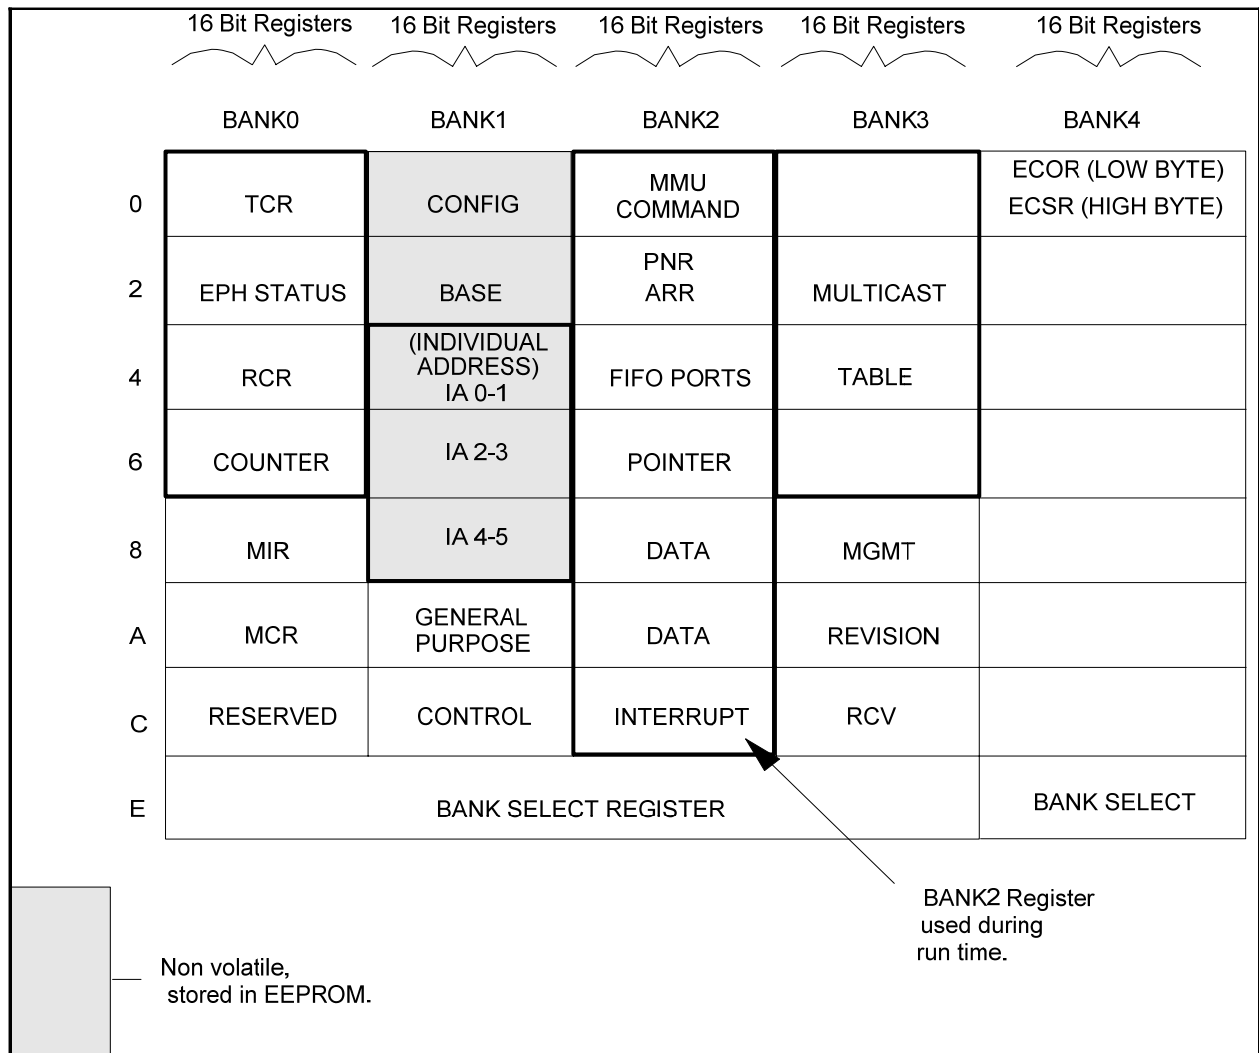 16 Bit Registers 16 Bit Registers 16 Bit Registers 16 Bit Registers 16 Bit Registers
BANK0 BANK1 BANK2 BANK3 BANK4
0 TCR CONFIG MMU COMMAND ECOR (LOW BYTE) ECSR (HIGH BYTE)
2 EPH STATUS BASE PNR ARR MULTICAST
4 RCR (INDIVIDUAL ADDRESS) IA 0-1 FIFO PORTS TABLE
6 COUNTER IA 2-3 POINTER
8 MIR IA 4-5 DATA MGMT
A MCR GENERAL PURPOSE DATA REVISION
C RESERVED CONTROL INTERRUPT RCV
E BANK SELECT REGISTER BANK SELECT
BANK2 Register
used during
run time.
Non volatile,
stored in EEPROM.